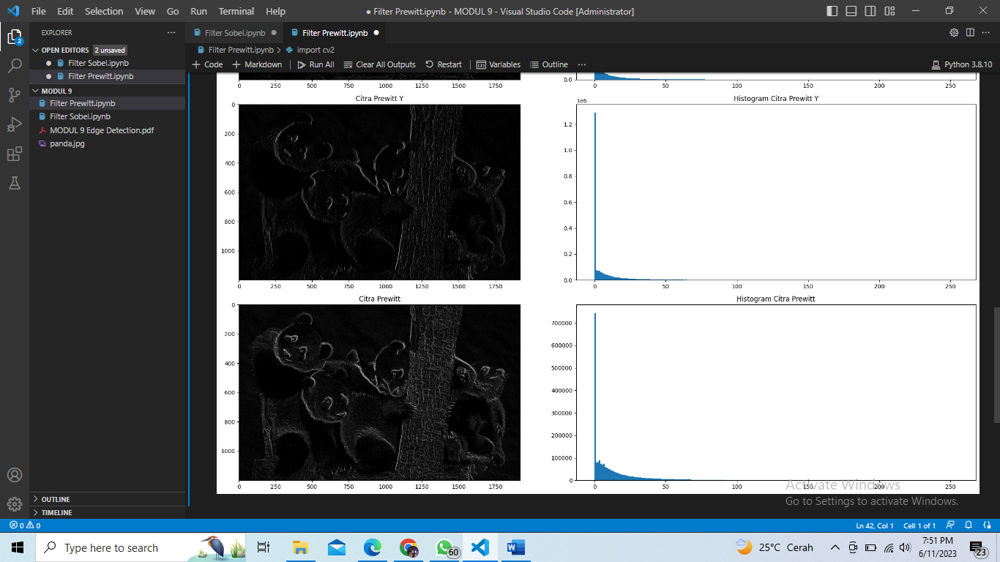 File Edit Selection View Go Run Terminal Help
● Filter Prewitt.ipynb - MODUL 9 - Visual Studio Code [Administrator]
EXPLORER
OPEN EDITORS 2 unsaved
Filter Sobel.ipynb
Filter Prewitt.ipynb
MODUL 9
Filter Prewitt.ipynb
Filter Sobel.ipynb
MODUL 9 Edge Detection.pdf
panda.jpg
OUTLINE
TIMELINE
2
Filter Sobel.ipynb
Filter Prewitt.ipynb
Filter Prewitt.ipynb > import cv2
+ Code + Markdown Run All Clear All Outputs Restart Variables Outline ...
Python 3.8.10
0 250 500 750 1000 1250 1500 1750
0.0
0 50 100 150 200 250
Citra Prewitt Y
0
200
400
600
800
1000
0 250 500 750 1000 1250 1500 1750
Histogram Citra Prewitt Y
1e6
1.2
1.0
0.8
0.6
0.4
0.2
0.0
0 50 100 150 200 250
Citra Prewitt
0
200
400
600
800
1000
0 250 500 750 1000 1250 1500 1750
Histogram Citra Prewitt
700000
600000
500000
400000
300000
200000
100000
0
0 50 100 150 200 250
Activate Windows
Go to Settings to activate Windows.
0 0
Ln 42, Col 1 Cell 1 of 1
Type here to search
60
25°C Cerah
7:51 PM
6/11/2023
23